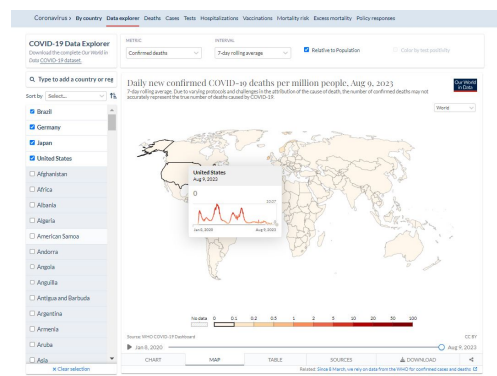 Coronavirus > By country Data explorer Deaths Cases Tests Hospitalizations Vaccinations Mortality risk Excess mortality Policy responses
COVID-19 Data Explorer
Download the complete Our World in
Data COVID-19 dataset.
METRIC
Confirmed deaths
INTERVAL
7-day rolling average
Relative to Population
Color by test positivity
Type to add a country or reg
Sort by Select...
Brazil
Germany
Japan
United States
Afghanistan
Africa
Albania
Algeria
American Samoa
Andorra
Angola
Anguilla
Antigua and Barbuda
Argentina
Armenia
Aruba
Asia
Clear selection
Daily new confirmed COVID-19 deaths per million people, Aug 9, 2023
7-day rolling average. Due to varying protocols and challenges in the attribution of the cause of death, the number of confirmed deaths may not
accurately represent the true number of deaths caused by COVID-19.
Our World
in Data
World
United States
Aug 9, 2023
0
Jan 8, 2020 Aug 9, 2023
No data 0 0.1 0.2 0.5 1 2 5 10 20 50 100
Source: WHO COVID-19 Dashboard CC BY
Jan 8, 2020 Aug 9, 2023
CHART MAP TABLE SOURCES DOWNLOAD
Related: Since 8 March, we rely on data from the WHO for confirmed cases and deaths